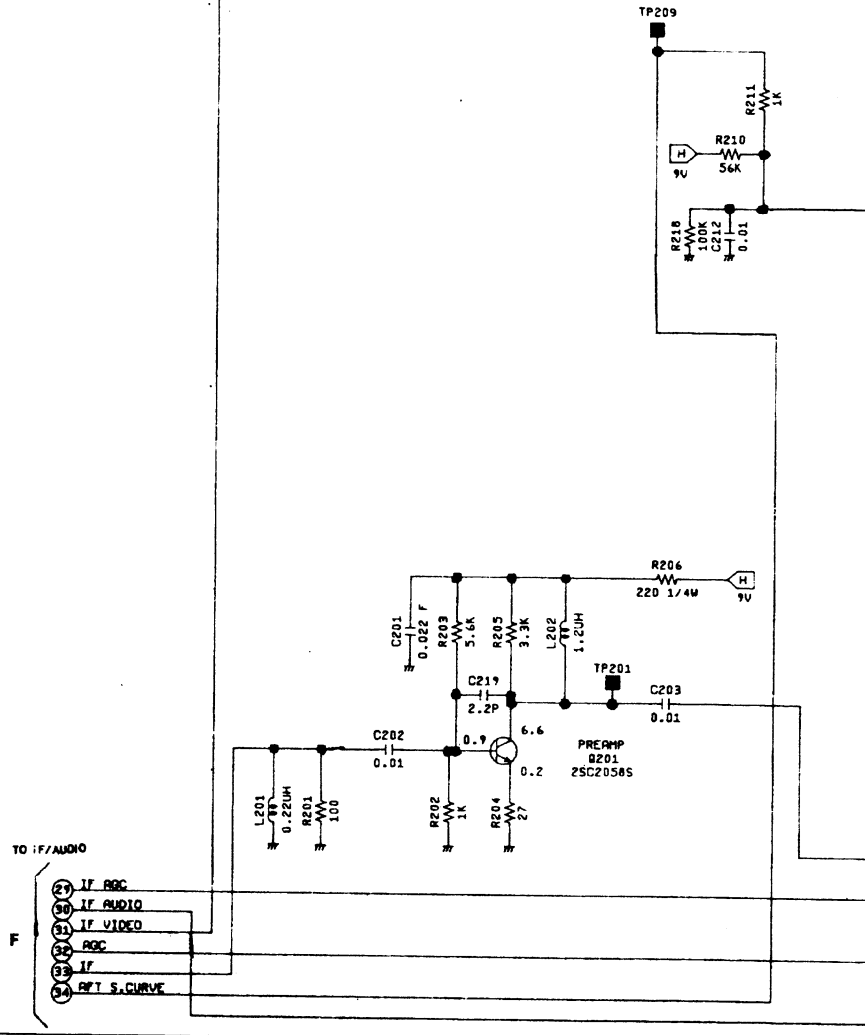 TP209
R211
1K
R210
H
56K
9V
R218
100K
C212
0.01
R206
H
220 1/4W
9V
C201
0.022 F
R203
5.6K
R205
3.3K
L202
1.2UH
TP201
C219
2.2P
C203
0.01
C202
0.01
0.9
6.6
PREAMP
Q201
2SC2058S
0.2
L201
0.22UH
R201
100
R202
1K
R204
27
TO IF/AUDIO
F
29 IF AGC
30 IF AUDIO
31 IF VIDEO
32 AGC
33 IF
34 AFT S.CURVE